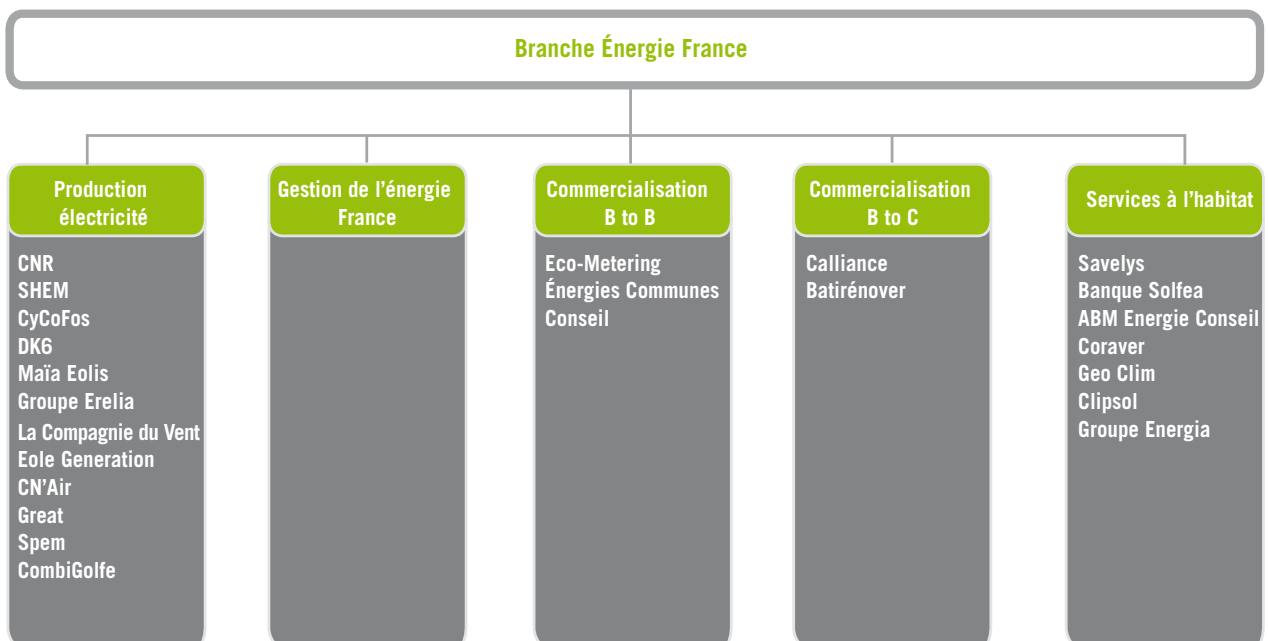 Branche Énergie France
Production
électricité
CNR
SHEM
CyCoFos
DK6
Maïa Eolis
Groupe Erelia
La Compagnie du Vent
Eole Generation
CN’Air
Great
Spem
CombiGolfe
Gestion de l’énergie
France
Commercialisation
B to B
Eco-Metering
Énergies Communes
Conseil
Commercialisation
B to C
Calliance
Batirénover
Services à l’habitat
Savelys
Banque Solfea
ABM Energie Conseil
Coraver
Geo Clim
Clipsol
Groupe Energia